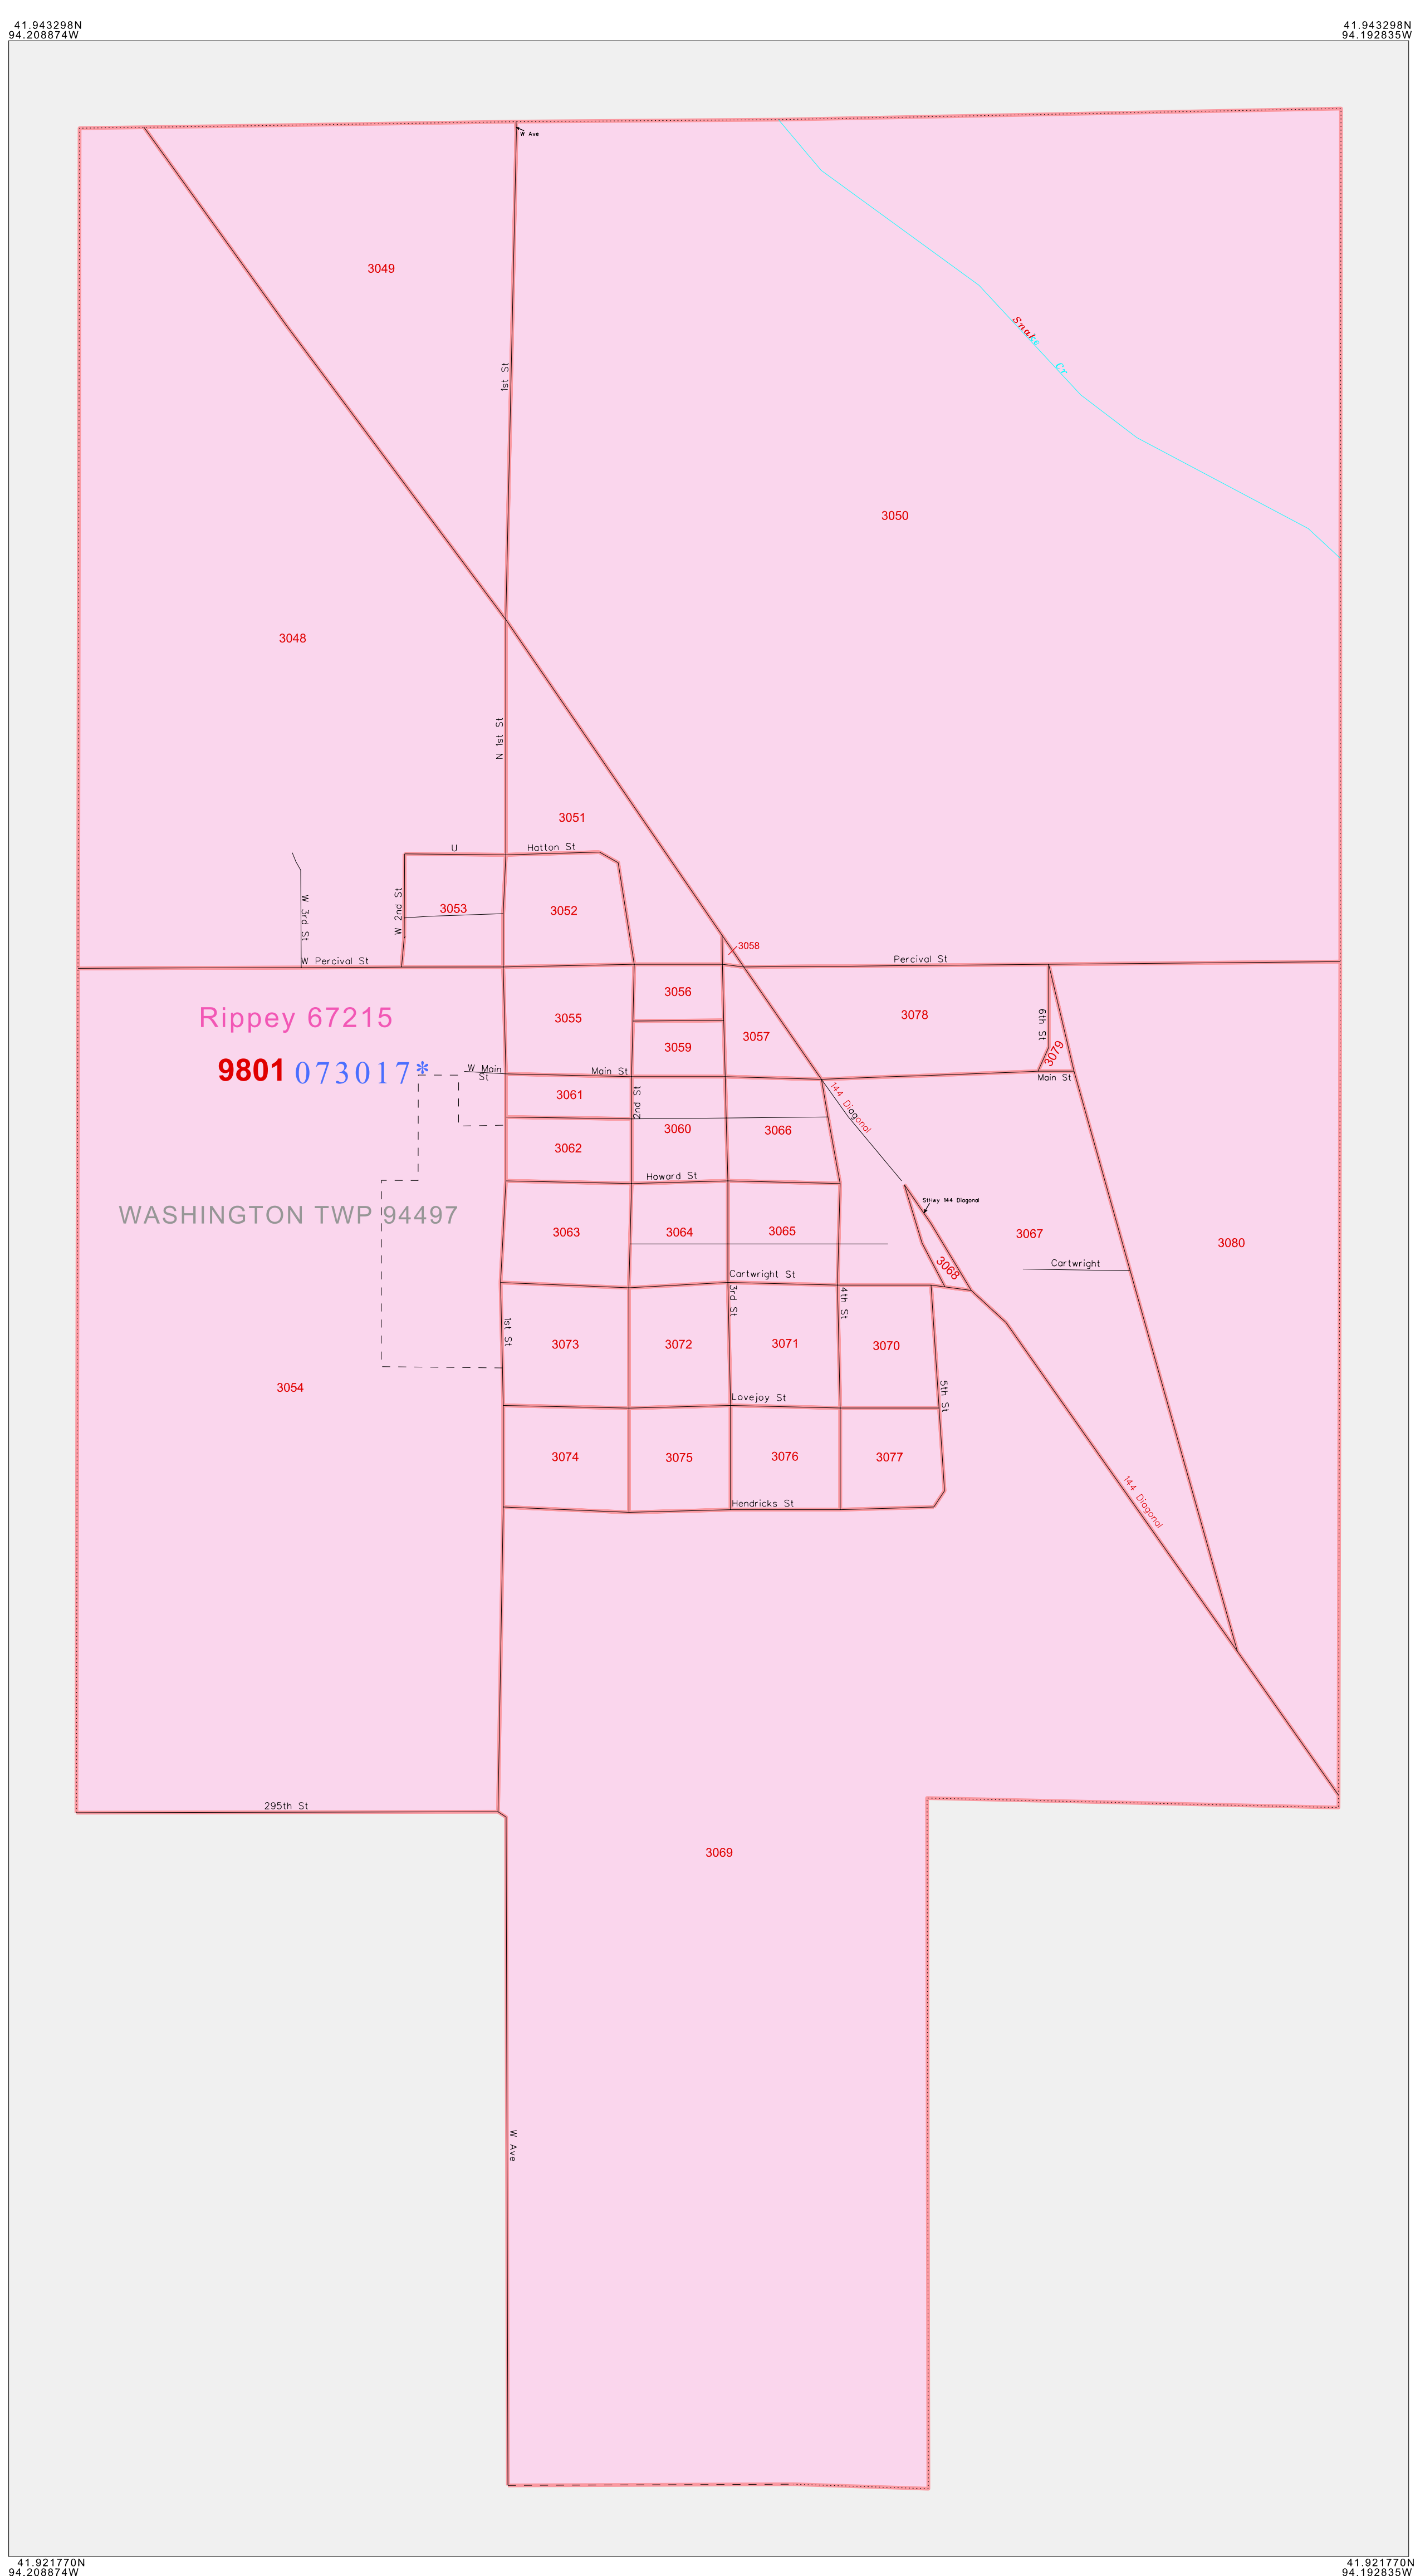 41.943298N
94.208874W
41.943298N
94.192835W
W Ave
3049
Snake Cr
1st St
3050
3048
N 1st St
3051
U
Hatton St
W 3rd St
W 2nd St
3053
3052
3058
W Percival St
Percival St
Rippey 67215
3055
3056
3057
3078
6th St
3079
9801 073017*
3059
W Main
St
Main St
Main St
3061
2nd St
144 Diagonal
3060
3066
3062
Howard St
StHwy 144 Diagonal
WASHINGTON TWP 94497
3063
3064
3065
3067
3080
Cartwright
3068
Cartwright St
3rd St
4th St
1st St
3073
3072
3071
3070
3054
Lovejoy St
5th St
3074
3075
3076
3077
144 Diagonal
Hendricks St
295th St
3069
W Ave
41.921770N
94.208874W
41.921770N
94.192835W